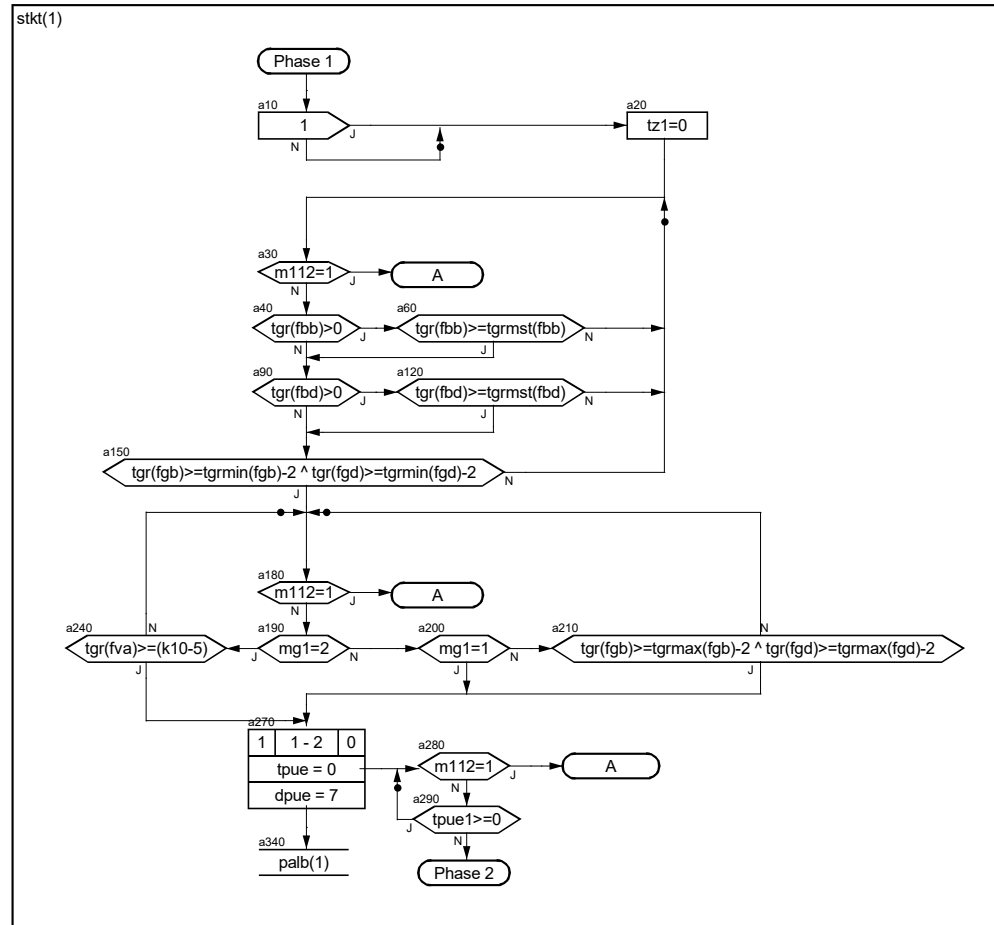 stkt(1)
Phase 1
a10
1
J
N
a20
tz1=0
a30
m112=1
J
N
A
a40
tgr(fbb)>0
J
N
a60
tgr(fbb)>=tgrmst(fbb)
N
J
a90
tgr(fbd)>0
J
N
a120
tgr(fbd)>=tgrmst(fbd)
N
J
a150
tgr(fgb)>=tgrmin(fgb)-2 ^ tgr(fgd)>=tgrmin(fgd)-2
N
J
a180
m112=1
J
N
A
a240
N
tgr(fva)>=(k10-5)
J
a190
mg1=2
J
N
a200
mg1=1
N
J
a210
N
tgr(fgb)>=tgrmax(fgb)-2 ^ tgr(fgd)>=tgrmax(fgd)-2
J
a270
1 1 - 2 0
tpue = 0
dpue = 7
a280
m112=1
J
N
A
a290
tpue1>=0
J
N
a340
palb(1)
Phase 2